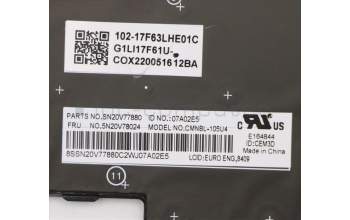 102-17F63LHE01C
G1LI17F61U-
COX220051612BA
PARTS NO.:SN20V77880 ID NO.:07A02E5
FRU NO.:5N20V78024 MODEL NO.:CMNBL-105U4
8SSN20V77880C2WJ07A02E5
LOID:EURO ENG,8409
C US
E164844
ID:CEM3D
MADE IN CHINA
11